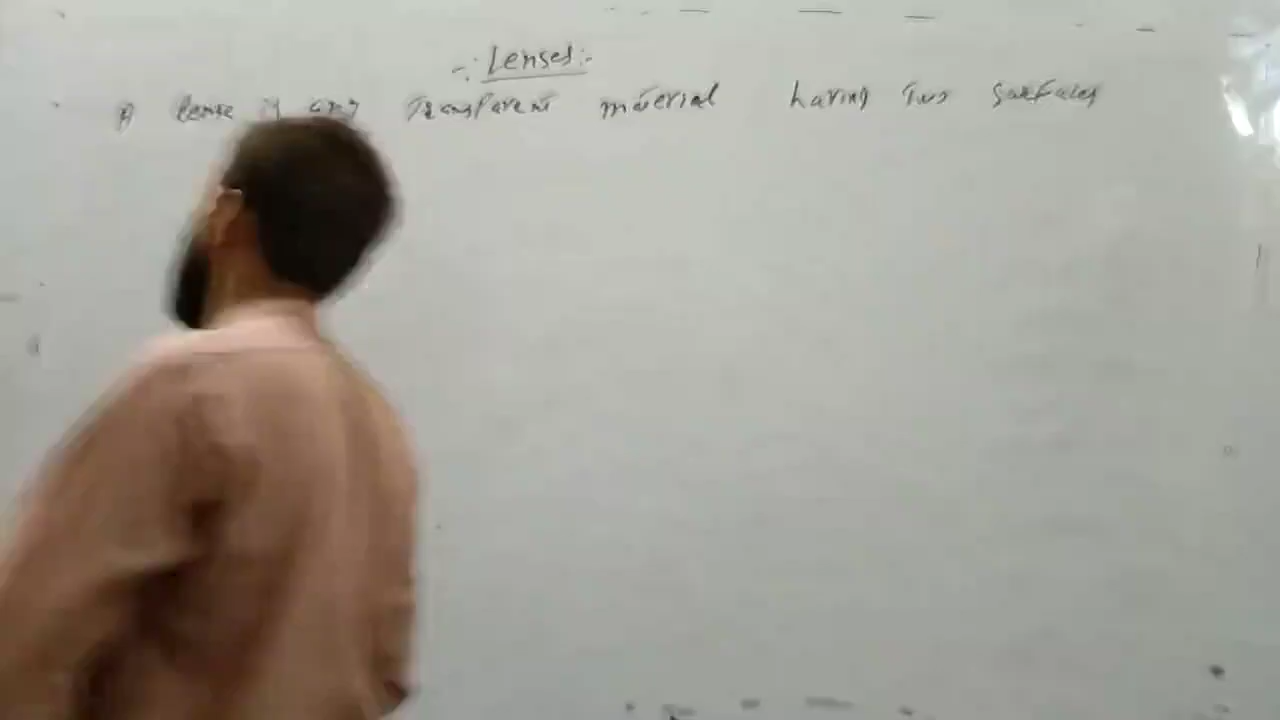 -: Lenses :-
A lense is any Transparent material having Two surfaces